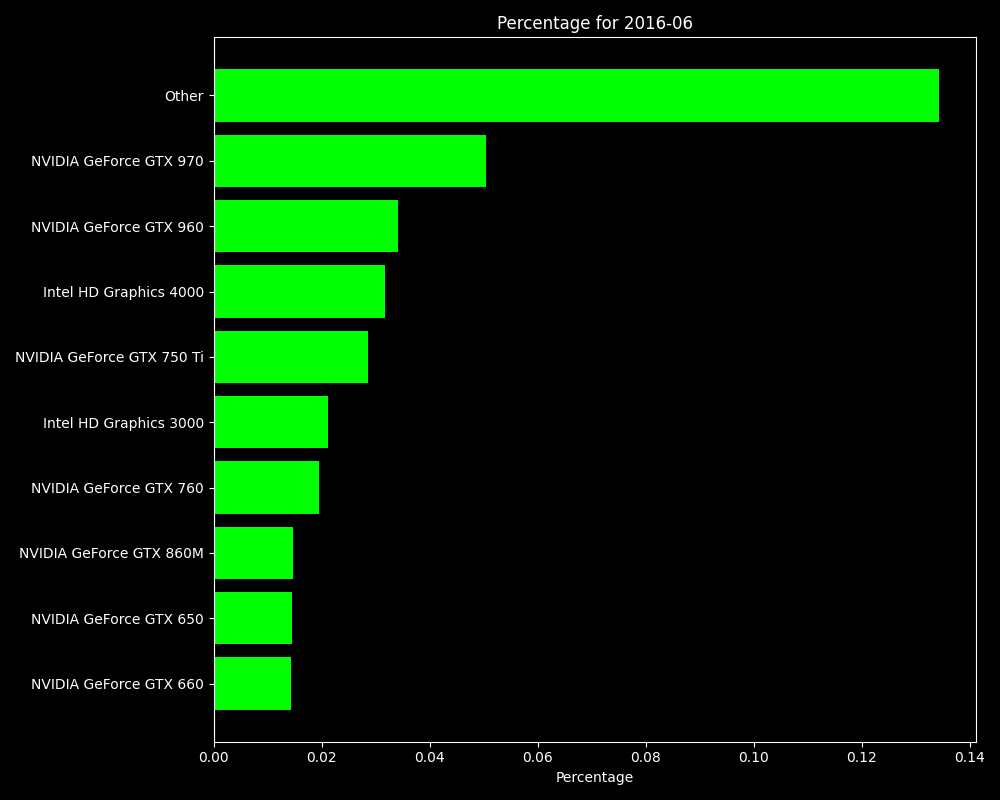 Percentage for 2016-06
Other
NVIDIA GeForce GTX 970
NVIDIA GeForce GTX 960
Intel HD Graphics 4000
NVIDIA GeForce GTX 750 Ti
Intel HD Graphics 3000
NVIDIA GeForce GTX 760
NVIDIA GeForce GTX 860M
NVIDIA GeForce GTX 650
NVIDIA GeForce GTX 660
0.00 0.02 0.04 0.06 0.08 0.10 0.12 0.14
Percentage